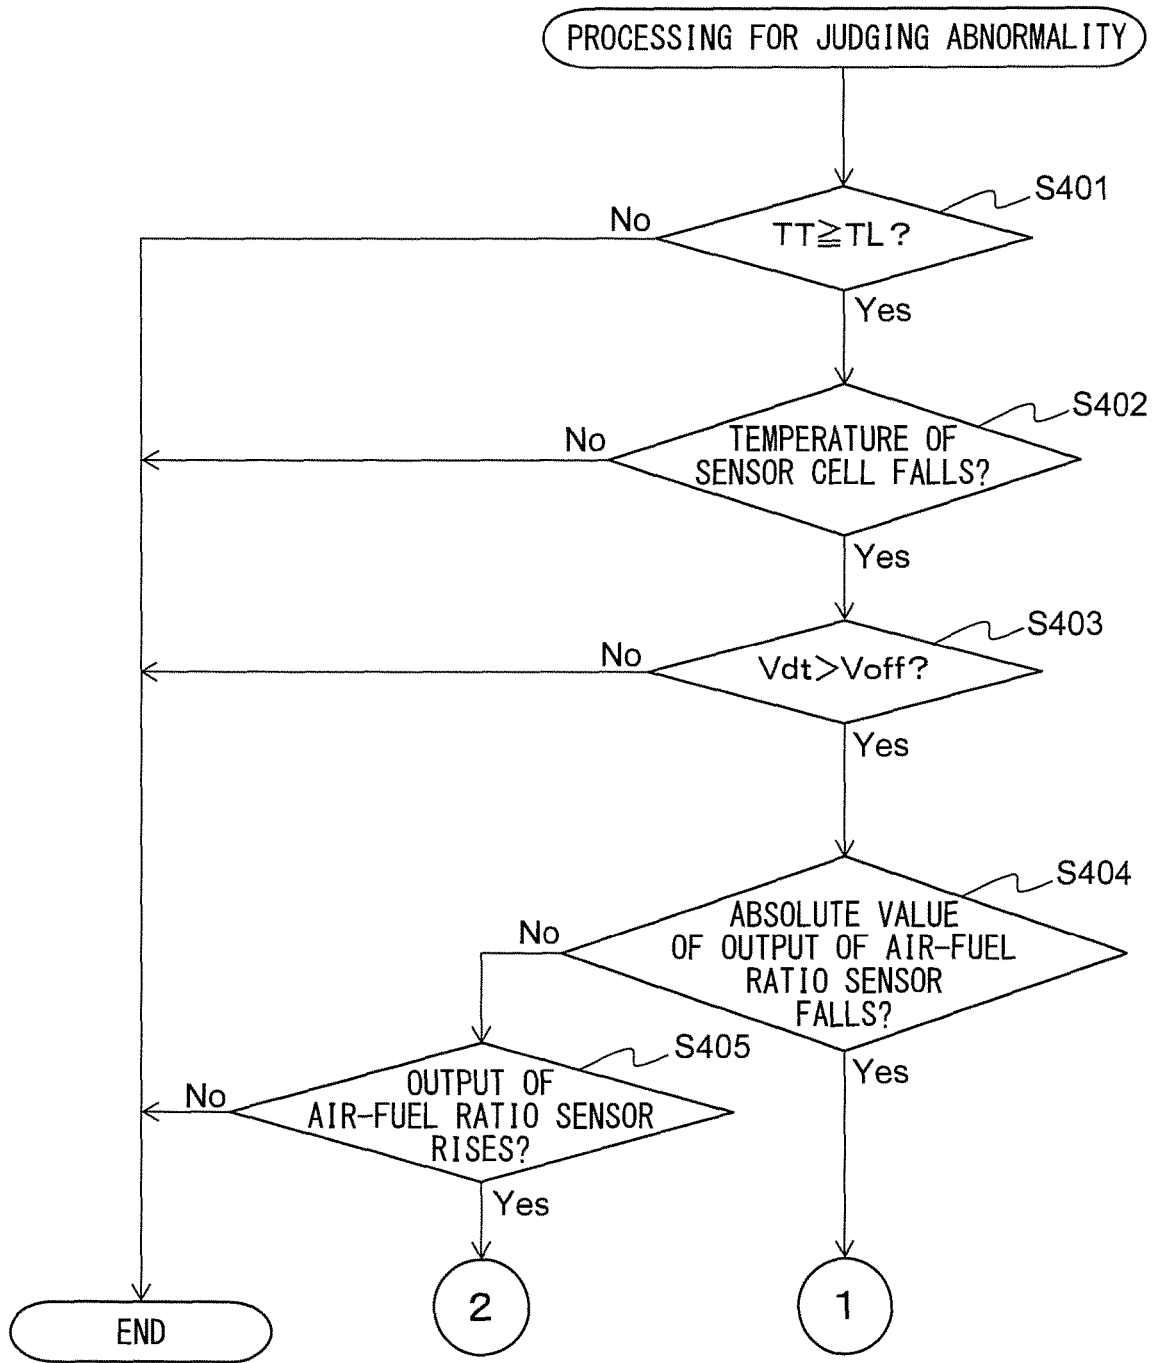 PROCESSING FOR JUDGING ABNORMALITY
S401
No
TT≧TL?
Yes
S402
No
TEMPERATURE OF
SENSOR CELL FALLS?
Yes
S403
No
Vdt>Voff?
Yes
S404
No
ABSOLUTE VALUE
OF OUTPUT OF AIR-FUEL
RATIO SENSOR
FALLS?
Yes
S405
No
OUTPUT OF
AIR-FUEL RATIO SENSOR
RISES?
Yes
2
1
END